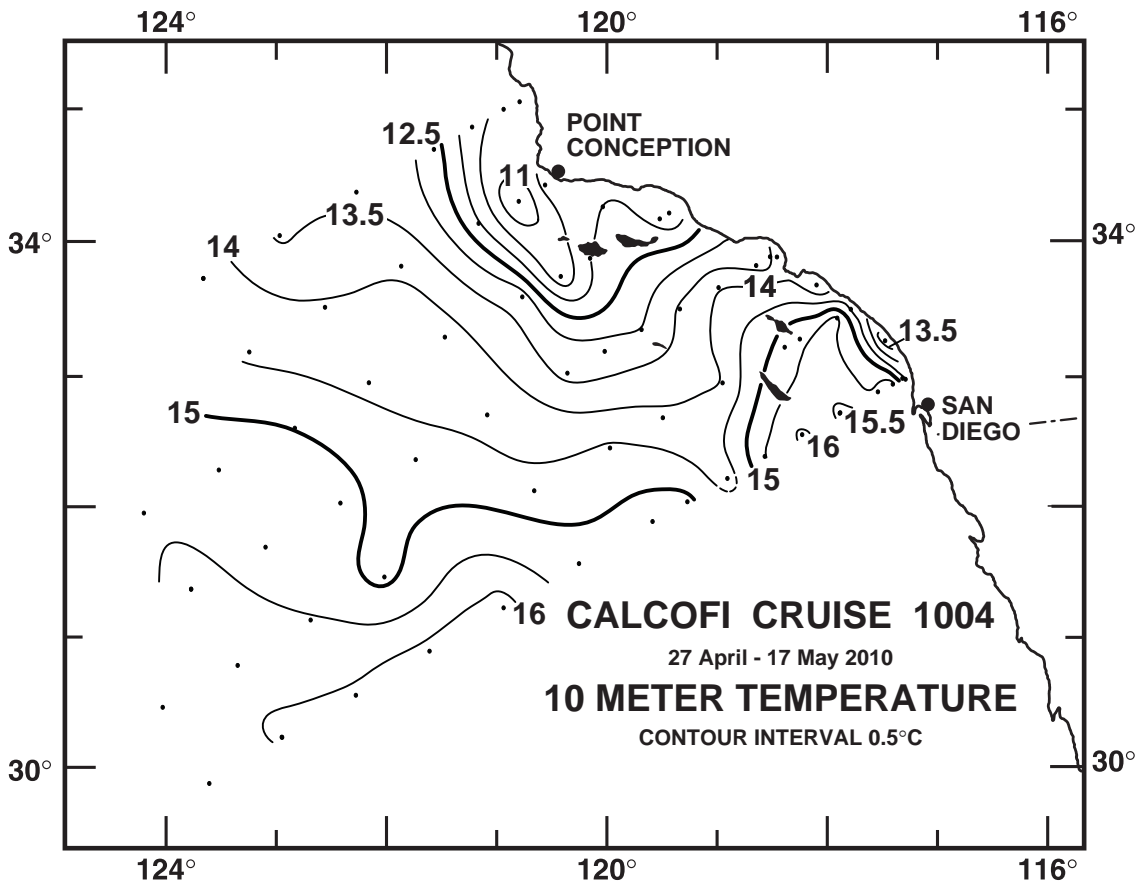 124° 120° 116°
POINT
CONCEPTION
12.5
11
13.5
14
34° 34°
14
13.5
15
SAN
DIEGO
15.5
16
15
16
CALCOFI CRUISE 1004
27 April - 17 May 2010
10 METER TEMPERATURE
CONTOUR INTERVAL 0.5°C
30° 30°
124° 120° 116°